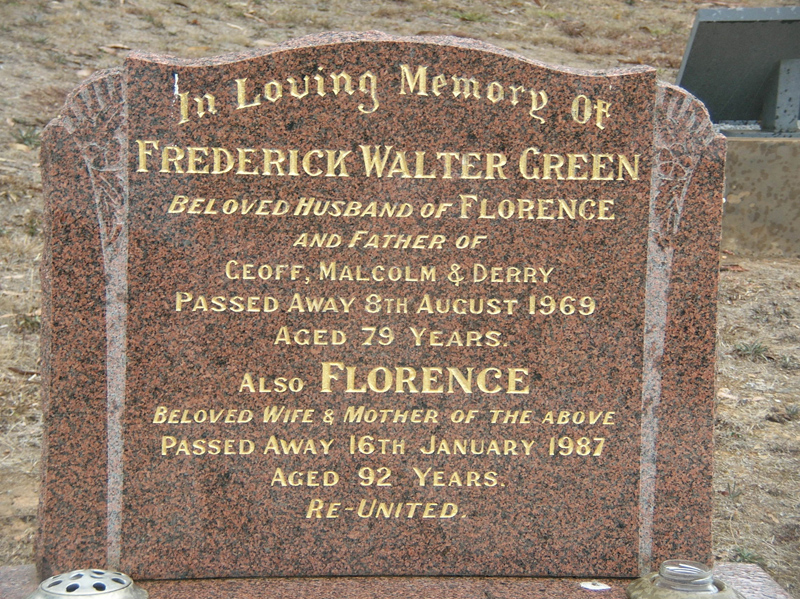 In Loving Memory Of
FREDERICK WALTER GREEN
BELOVED HUSBAND OF FLORENCE
AND FATHER OF
GEOFF, MALCOLM & DERRY
PASSED AWAY 8TH AUGUST 1969
AGED 79 YEARS.
ALSO FLORENCE
BELOVED WIFE & MOTHER OF THE ABOVE
PASSED AWAY 16TH JANUARY 1987
AGED 92 YEARS.
RE-UNITED.